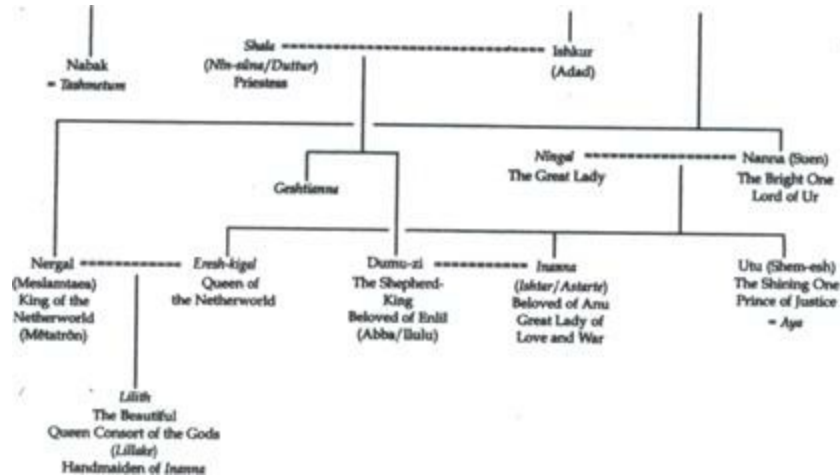 Nabak
= Tashmetum
Shala
(Nin-süne/Duttur)
Priestess
Ishkur
(Adad)
Geshtianna
Ningal
The Great Lady
Nanna (Suen)
The Bright One
Lord of Ur
Nergal
(Meslamtaea)
King of the
Netherworld
(Mētatrōn)
Eresh-kigel
Queen of
the Netherworld
Dumu-zi
The Shepherd-
King
Beloved of Enlil
(Abba/Ilulu)
Inanna
(Ishtar/Astarte)
Beloved of Anu
Great Lady of
Love and War
Utu (Shem-esh)
The Shining One
Prince of Justice
= Aya
Lilith
The Beautiful
Queen Consort of the Gods
(Lillake)
Handmaiden of Inanna